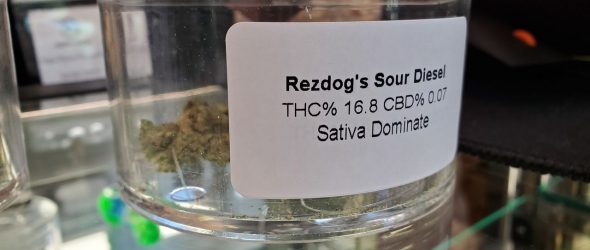 Rezdog's Sour Diesel
THC% 16.8 CBD% 0.07
Sativa Dominate